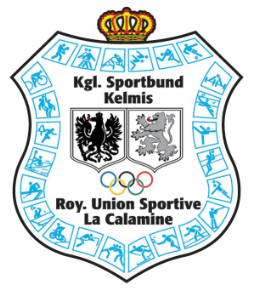 Kgl. Sportbund
Kelmis
Roy. Union Sportive
La Calamine